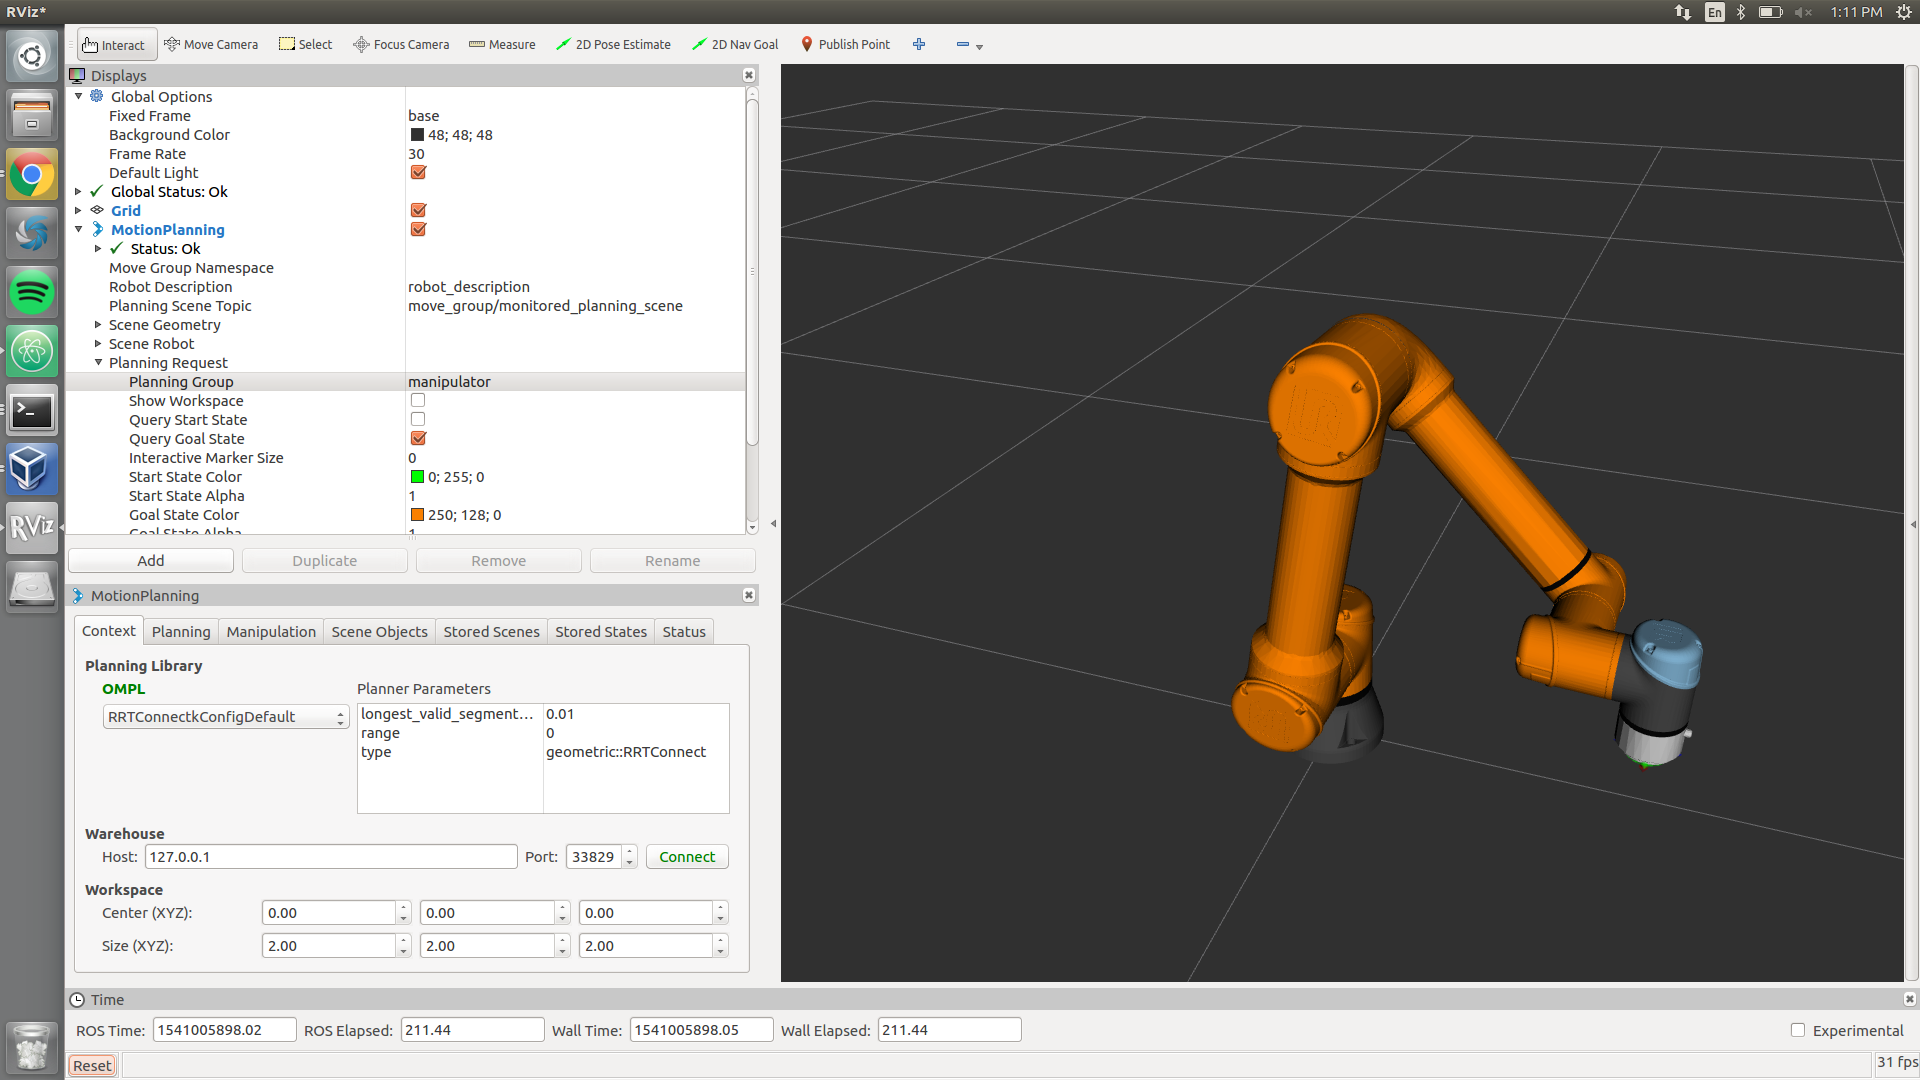 RViz*
En
1:11 PM
Interact
Move Camera
Select
Focus Camera
Measure
2D Pose Estimate
2D Nav Goal
Publish Point
Displays
Global Options
Fixed Frame base
Background Color 48; 48; 48
Frame Rate 30
Default Light
Global Status: Ok
Grid
MotionPlanning
Status: Ok
Move Group Namespace
Robot Description robot_description
Planning Scene Topic move_group/monitored_planning_scene
Scene Geometry
Scene Robot
Planning Request
Planning Group manipulator
Show Workspace
Query Start State
Query Goal State
Interactive Marker Size 0
Start State Color 0; 255; 0
Start State Alpha 1
Goal State Color 250; 128; 0
Goal State Alpha 1
Add Duplicate Remove Rename
MotionPlanning
Context Planning Manipulation Scene Objects Stored Scenes Stored States Status
Planning Library
OMPL Planner Parameters
RRTConnectkConfigDefault
longest_valid_segment... 0.01
range 0
type geometric::RRTConnect
Warehouse
Host: 127.0.0.1 Port: 33829 Connect
Workspace
Center (XYZ): 0.00 0.00 0.00
Size (XYZ): 2.00 2.00 2.00
Time
ROS Time: 1541005898.02 ROS Elapsed: 211.44 Wall Time: 1541005898.05 Wall Elapsed: 211.44 Experimental
Reset
31 fps
RViz